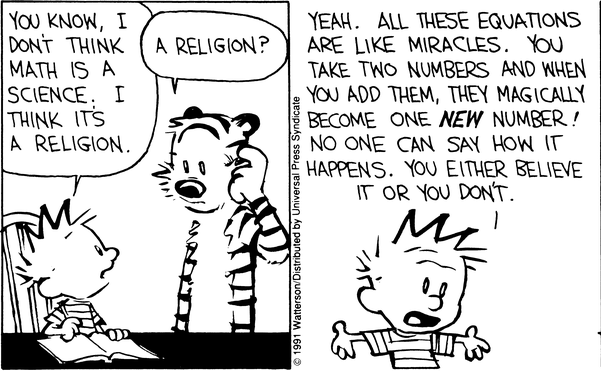 YOU KNOW, I
DON'T THINK
MATH IS A
SCIENCE, I
THINK IT'S
A RELIGION.
A RELIGION?
© 1991 Watterson/Distributed by Universal Press Syndicate
YEAH. ALL THESE EQUATIONS
ARE LIKE MIRACLES. YOU
TAKE TWO NUMBERS AND WHEN
YOU ADD THEM, THEY MAGICALLY
BECOME ONE NEW NUMBER!
NO ONE CAN SAY HOW IT
HAPPENS. YOU EITHER BELIEVE
IT OR YOU DON'T.